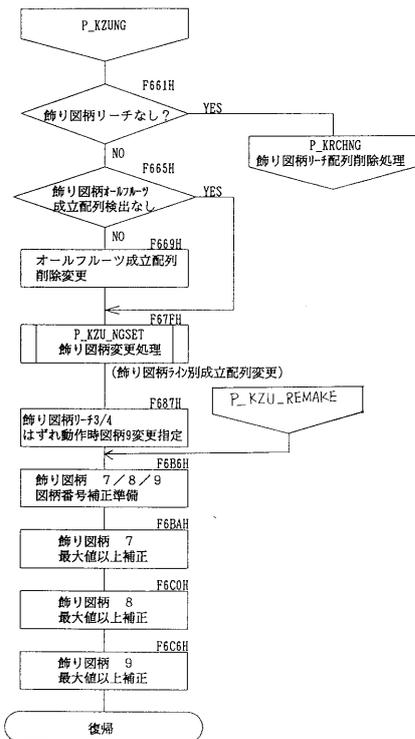 P_KZUNG
F661H
飾り図柄リーチなし？
YES
P_KRCHNG
飾り図柄ﾘｰﾁ配列削除処理
NO
F665H
飾り図柄ｵｰﾙﾌﾙｰﾂ
成立配列検出なし
YES
NO
F669H
オールフルーツ成立配列
削除変更
F67FH
P_KZU_NGSET
飾り図柄変更処理
(飾り図柄ﾗｲﾝ別成立配列変更)
P_KZU_REMAKE
F687H
飾り図柄ﾘｰﾁ3/4
はずれ動作時図柄9変更指定
F6B6H
飾り図柄　7／8／9
図柄番号補正準備
F6BAH
飾り図柄　7
最大値以上補正
F6C0H
飾り図柄　8
最大値以上補正
F6C6H
飾り図柄　9
最大値以上補正
復帰